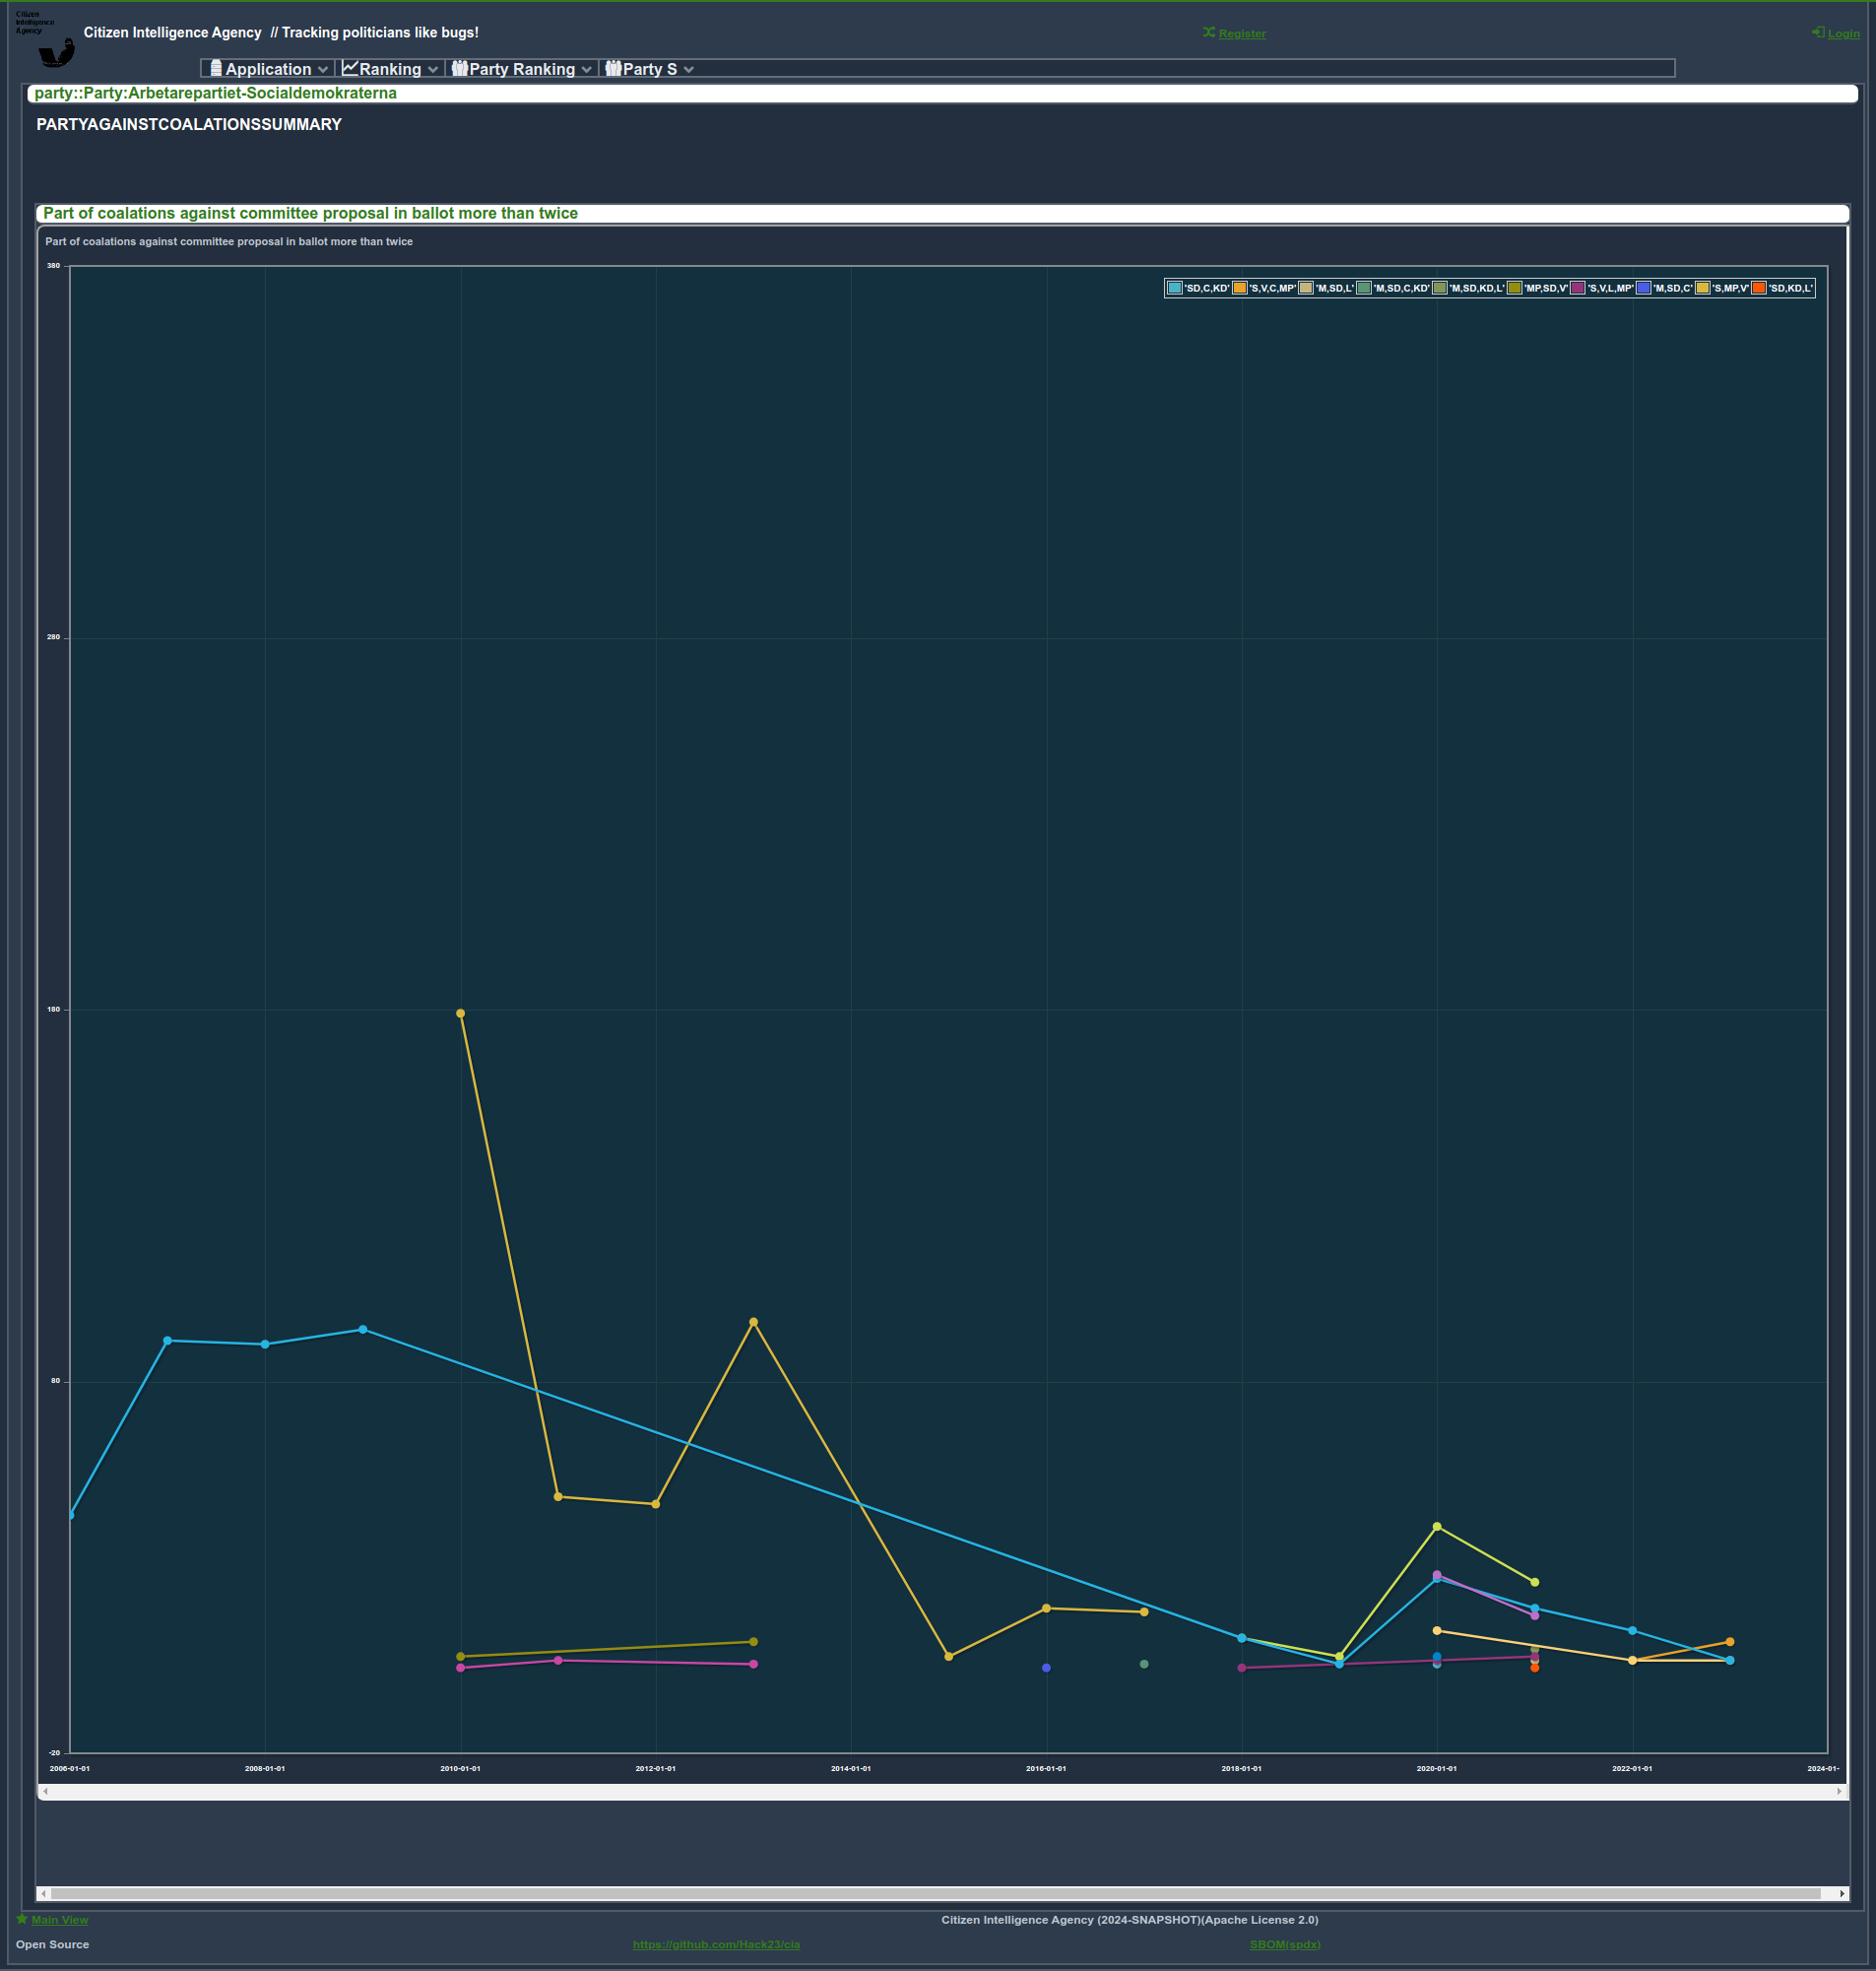 Citizen
Intelligence
Agency
Citizen Intelligence Agency // Tracking politicians like bugs!
Register
Login
Application
Ranking
Party Ranking
Party S
party::Party:Arbetarepartiet-Socialdemokraterna
PARTYAGAINSTCOALATIONSSUMMARY
Part of coalations against committee proposal in ballot more than twice
Part of coalations against committee proposal in ballot more than twice
380
'SD,C,KD' 'S,V,C,MP' 'M,SD,L' 'M,SD,C,KD' 'M,SD,KD,L' 'MP,SD,V' 'S,V,L,MP' 'M,SD,C' 'S,MP,V' 'SD,KD,L'
280
180
80
-20
2006-01-01 2008-01-01 2010-01-01 2012-01-01 2014-01-01 2016-01-01 2018-01-01 2020-01-01 2022-01-01 2024-01-
Main View
Citizen Intelligence Agency (2024-SNAPSHOT)(Apache License 2.0)
Open Source
https://github.com/Hack23/cia
SBOM(spdx)